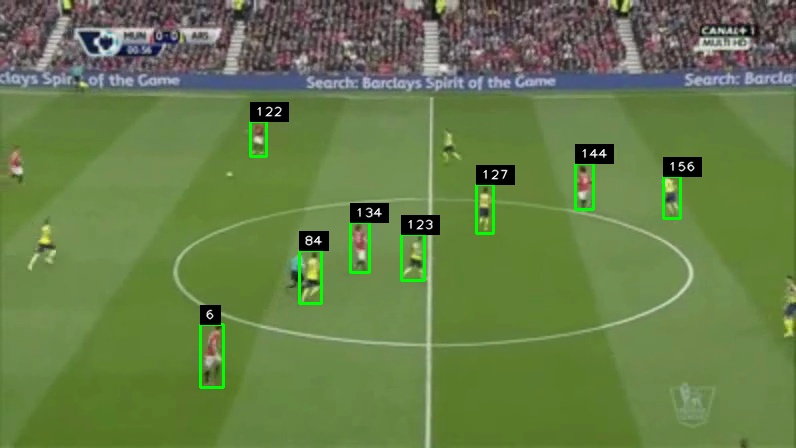 MUN 0-0 ARS
00:56
CANAL+ 1
MULTI HD
clays Spirit of the Game
Search: Barclays Spirit of the Game
Search: Barcla
122
144
156
127
134
123
84
6